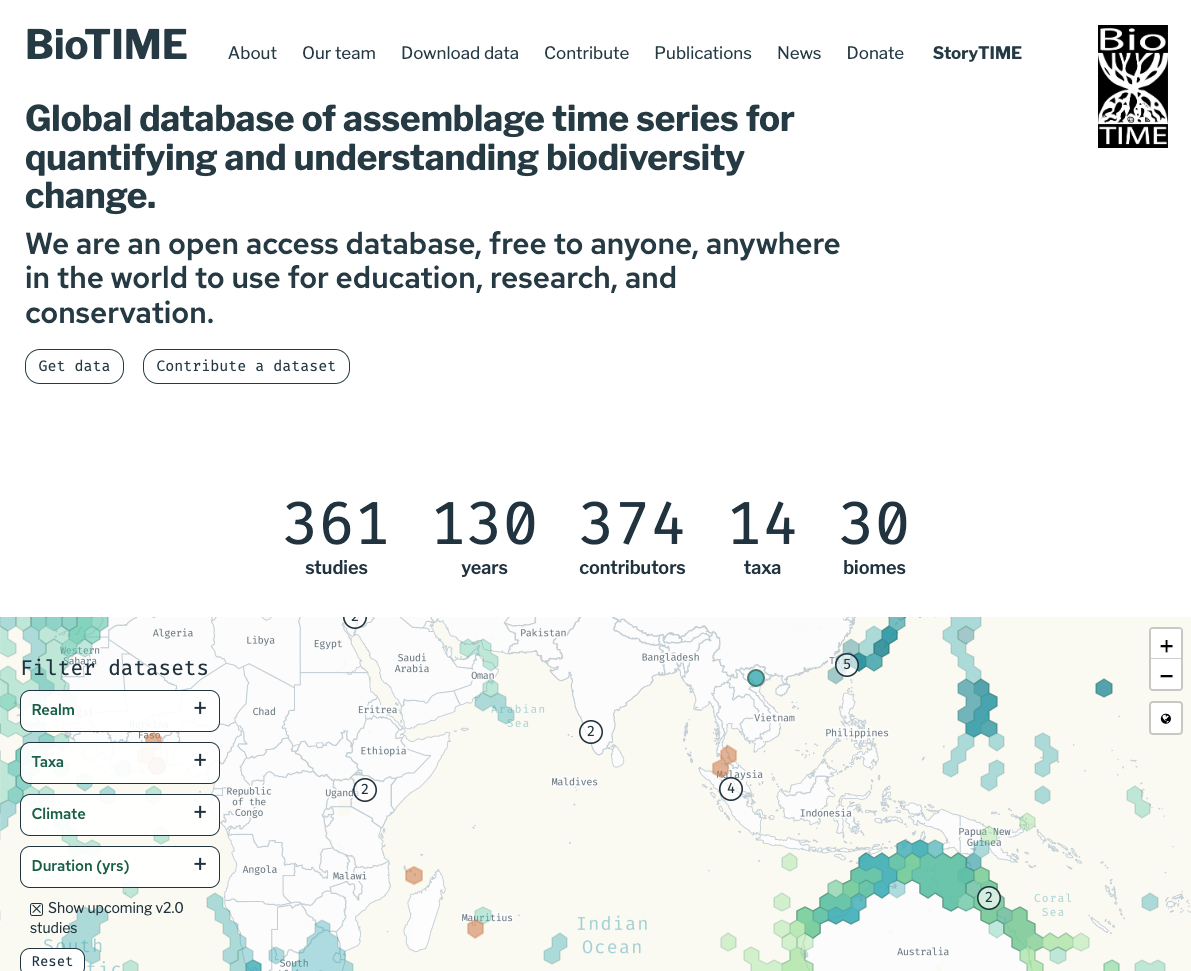 BioTIME
About Our team Download data Contribute Publications News Donate StoryTIME
Bio
TIME
Global database of assemblage time series for
quantifying and understanding biodiversity
change.
We are an open access database, free to anyone, anywhere
in the world to use for education, research, and
conservation.
Get data Contribute a dataset
361 130 374 14 30
studies years contributors taxa biomes
2
Algeria
Libya
Egypt
Pakistan
Bangladesh
Western
Sahara
Saudi
Arabia
Oman
5
+
−
Filter datasets
Realm +
Chad
Eritrea
Arabian
Sea
Vietnam
Philippines
2
Faso
Ethiopia
Taxa +
Maldives
Malaysia
4
2
Republic
of the
Congo
Indonesia
Climate +
Papua New
Guinea
Duration (yrs) +
Angola
Malawi
2
Coral
Sea
Show upcoming v2.0
studies
Mauritius
Indian
Ocean
South
Australia
Reset
South